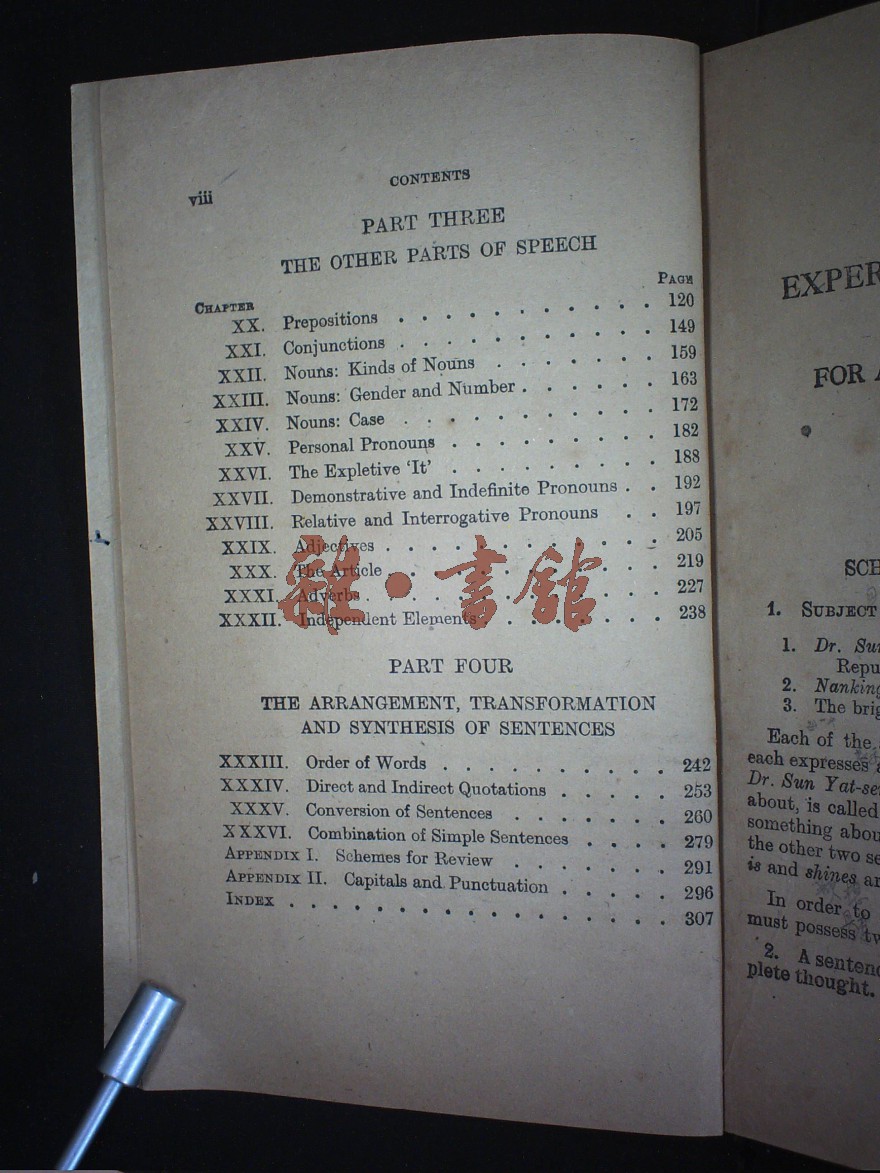 viii
CONTENTS
PART THREE
THE OTHER PARTS OF SPEECH
CHAPTER PAGE
XX. Prepositions . . . . . . . . . . 120
XXI. Conjunctions . . . . . . . . . . 149
XXII. Nouns: Kinds of Nouns . . . . . . . 159
XXIII. Nouns: Gender and Number . . . . . . 163
XXIV. Nouns: Case . . . . . . . . . . 172
XXV. Personal Pronouns . . . . . . . . 182
XXVI. The Expletive 'It' . . . . . . . . 188
XXVII. Demonstrative and Indefinite Pronouns . . 192
XXVIII. Relative and Interrogative Pronouns . . 197
XXIX. Adjectives . . . . . . . . . . 205
XXX. The Article . . . . . . . . . . 219
XXXI. Adverbs . . . . . . . . . . . 227
XXXII. Independent Elements . . . . . . . 238
雜·書舘
PART FOUR
THE ARRANGEMENT, TRANSFORMATION
AND SYNTHESIS OF SENTENCES
XXXIII. Order of Words . . . . . . . . . 242
XXXIV. Direct and Indirect Quotations . . . . . 253
XXXV. Conversion of Sentences . . . . . . 260
XXXVI. Combination of Simple Sentences . . . . 279
APPENDIX I. Schemes for Review . . . . . . 291
APPENDIX II. Capitals and Punctuation . . . . 296
INDEX . . . . . . . . . . . . . . 307
EXPER
FOR
SCH
1. SUBJECT
1. Dr. Sun
Repu
2. Nanking
3. The brig
Each of the
each expresses a
Dr. Sun Yat-se
about, is called
something abou
the other two se
is and shines a
In order to
must possess tw
2. A sentenc
plete thought.